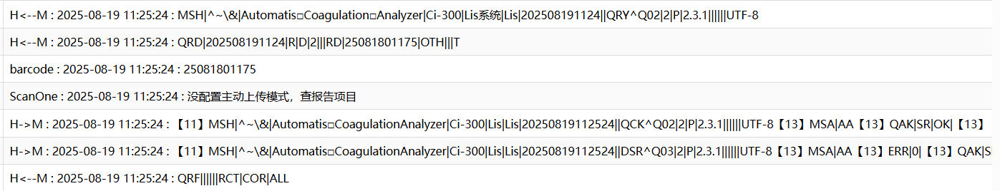 H<--M : 2025-08-19 11:25:24 : MSH|^~\&|Automatis□Coagulation□Analyzer|Ci-300|Lis系统|Lis|202508191124||QRY^Q02|2|P|2.3.1||||||UTF-8
H<--M : 2025-08-19 11:25:24 : QRD|202508191124|R|D|2|||RD|25081801175|OTH|||T
barcode : 2025-08-19 11:25:24 : 25081801175
ScanOne : 2025-08-19 11:25:24 : 没配置主动上传模式，查报告项目
H->M : 2025-08-19 11:25:24 : 【11】MSH|^~\&|Automatis□CoagulationAnalyzer|Ci-300|Lis|Lis|20250819112524||QCK^Q02|2|P|2.3.1||||||UTF-8【13】MSA|AA【13】QAK|SR|OK|【13】
H->M : 2025-08-19 11:25:24 : 【11】MSH|^~\&|Automatis□CoagulationAnalyzer|Ci-300|Lis|Lis|20250819112524||DSR^Q03|2|P|2.3.1||||||UTF-8【13】MSA|AA【13】ERR|0|【13】QAK|S
H<--M : 2025-08-19 11:25:24 : QRF||||||RCT|COR|ALL